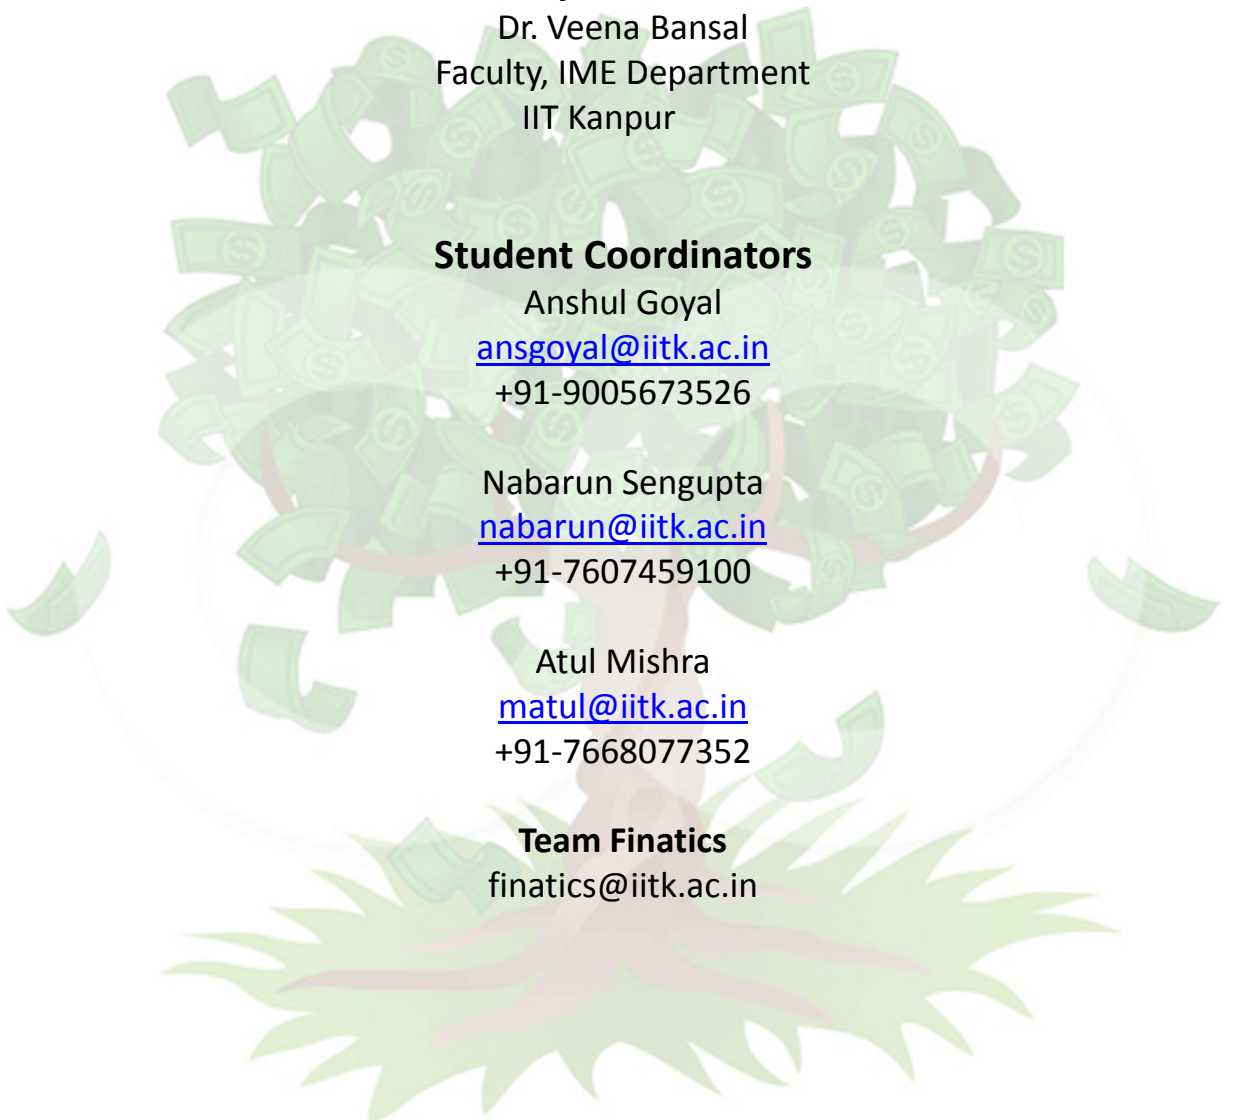 Dr. Veena Bansal
Faculty, IME Department
IIT Kanpur
Student Coordinators
Anshul Goyal
ansgoyal@iitk.ac.in
+91-9005673526
Nabarun Sengupta
nabarun@iitk.ac.in
+91-7607459100
Atul Mishra
matul@iitk.ac.in
+91-7668077352
Team Finatics
finatics@iitk.ac.in